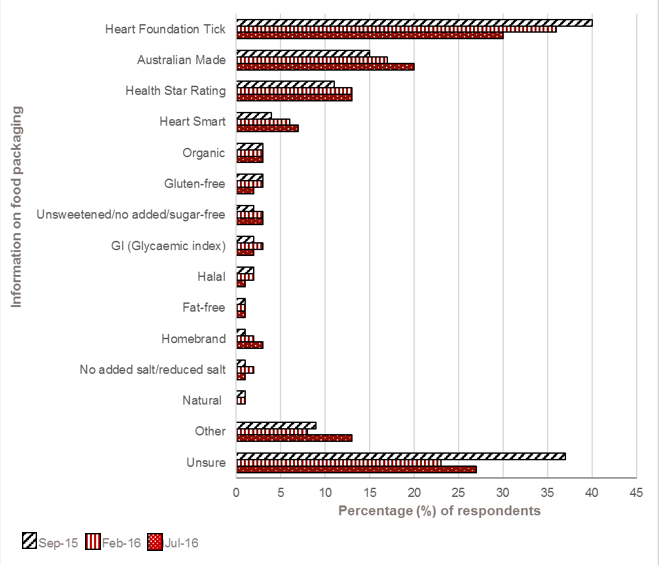 Information on food packaging
Heart Foundation Tick
Australian Made
Health Star Rating
Heart Smart
Organic
Gluten-free
Unsweetened/no added/sugar-free
GI (Glycaemic index)
Halal
Fat-free
Homebrand
No added salt/reduced salt
Natural
Other
Unsure
0 5 10 15 20 25 30 35 40 45
Percentage (%) of respondents
Sep-15 Feb-16 Jul-16